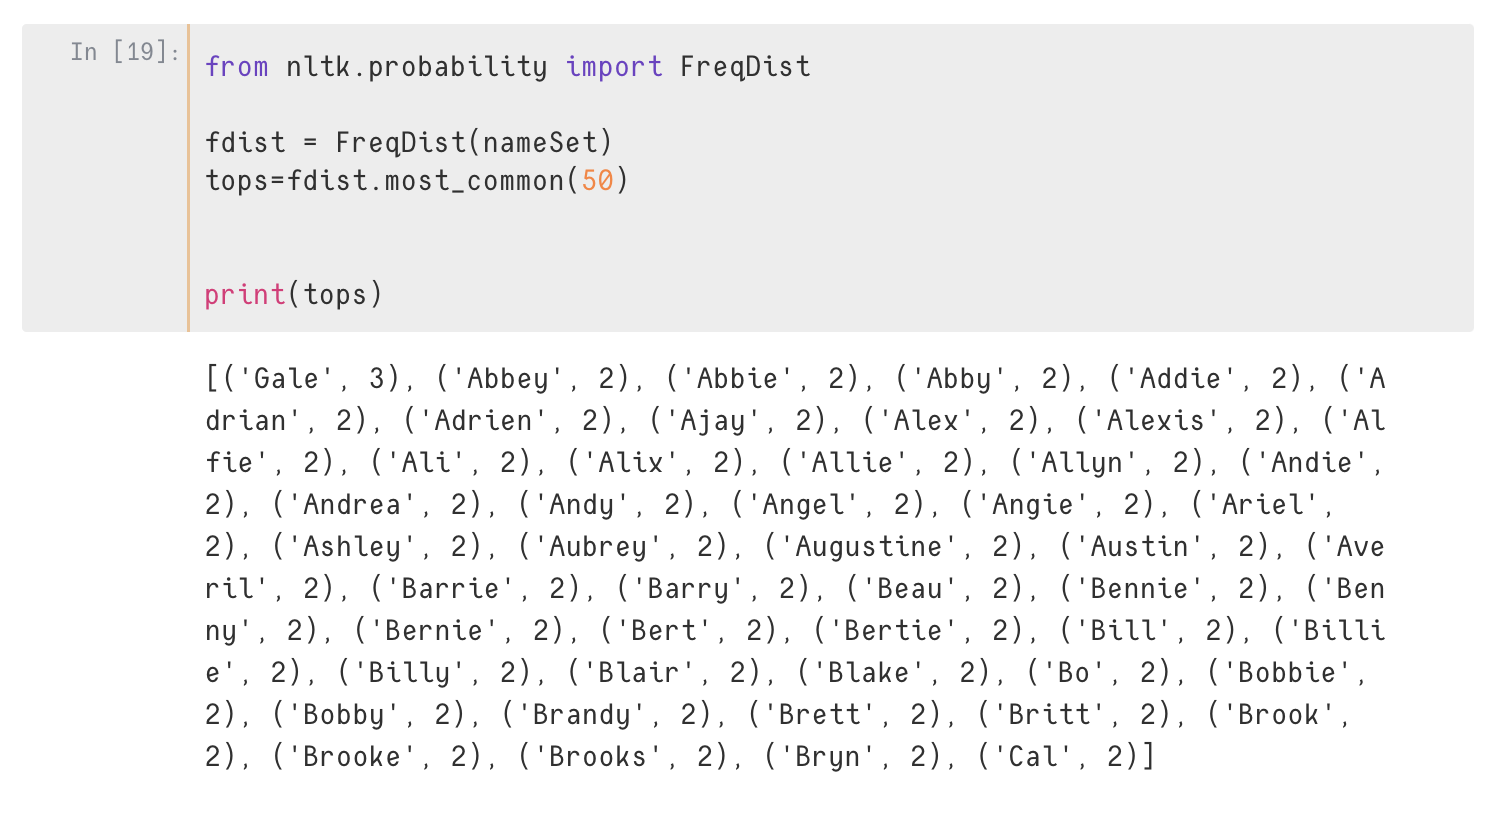 In [19]:
from nltk.probability import FreqDist
fdist = FreqDist(nameSet)
tops=fdist.most_common(50)
print(tops)
[('Gale', 3), ('Abbey', 2), ('Abbie', 2), ('Abby', 2), ('Addie', 2), ('A
drian', 2), ('Adrien', 2), ('Ajay', 2), ('Alex', 2), ('Alexis', 2), ('Al
fie', 2), ('Ali', 2), ('Alix', 2), ('Allie', 2), ('Allyn', 2), ('Andie',
2), ('Andrea', 2), ('Andy', 2), ('Angel', 2), ('Angie', 2), ('Ariel',
2), ('Ashley', 2), ('Aubrey', 2), ('Augustine', 2), ('Austin', 2), ('Ave
ril', 2), ('Barrie', 2), ('Barry', 2), ('Beau', 2), ('Bennie', 2), ('Ben
ny', 2), ('Bernie', 2), ('Bert', 2), ('Bertie', 2), ('Bill', 2), ('Billi
e', 2), ('Billy', 2), ('Blair', 2), ('Blake', 2), ('Bo', 2), ('Bobbie',
2), ('Bobby', 2), ('Brandy', 2), ('Brett', 2), ('Britt', 2), ('Brook',
2), ('Brooke', 2), ('Brooks', 2), ('Bryn', 2), ('Cal', 2)]